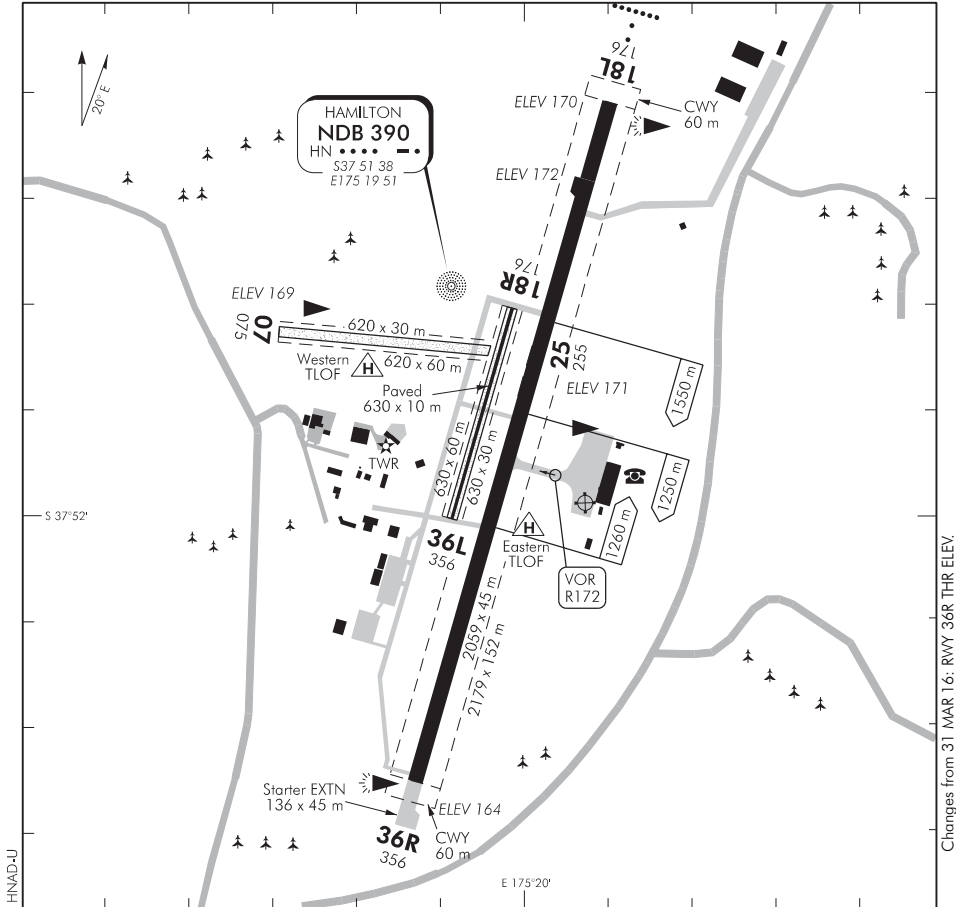 176
18L
ELEV 170
CWY
60 m
20° E
HAMILTON
NDB 390
HN
S37 51 38
E175 19 51
ELEV 172
176
18R
ELEV 169
07
075
620 x 30 m
620 x 60 m
Western
TLOF
H
Paved
630 x 10 m
25
255
ELEV 171
1550 m
630 x 60 m
630 x 30 m
TWR
1250 m
1260 m
S 37°52'
36L
356
H
Eastern
TLOF
VOR
R172
2059 x 45 m
2179 x 152 m
Starter EXTN
136 x 45 m
ELEV 164
36R
356
CWY
60 m
E 175°20'
HNAD-U
Changes from 31 MAR 16: RWY 36R THR ELEV.